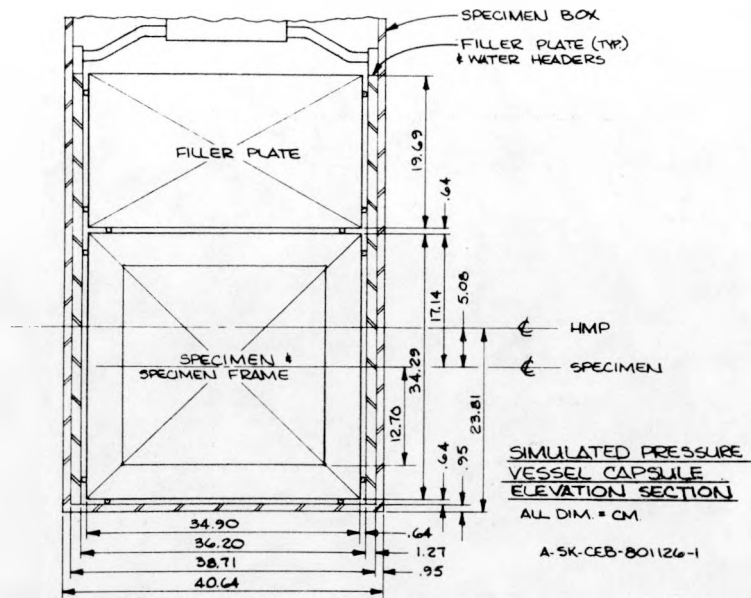 SPECIMEN BOX
FILLER PLATE (TYP.)
& WATER HEADERS
FILLER PLATE
19.69
.64
17.14
5.08
℄ HMP
SPECIMEN &
SPECIMEN FRAME
34.29
℄ SPECIMEN
12.70
23.81
.64
.95
SIMULATED PRESSURE
VESSEL CAPSULE
ELEVATION SECTION
ALL DIM. = CM.
34.90
.64
36.20
1.27
38.71
.95
40.64
A-SK-CEB-801126-1